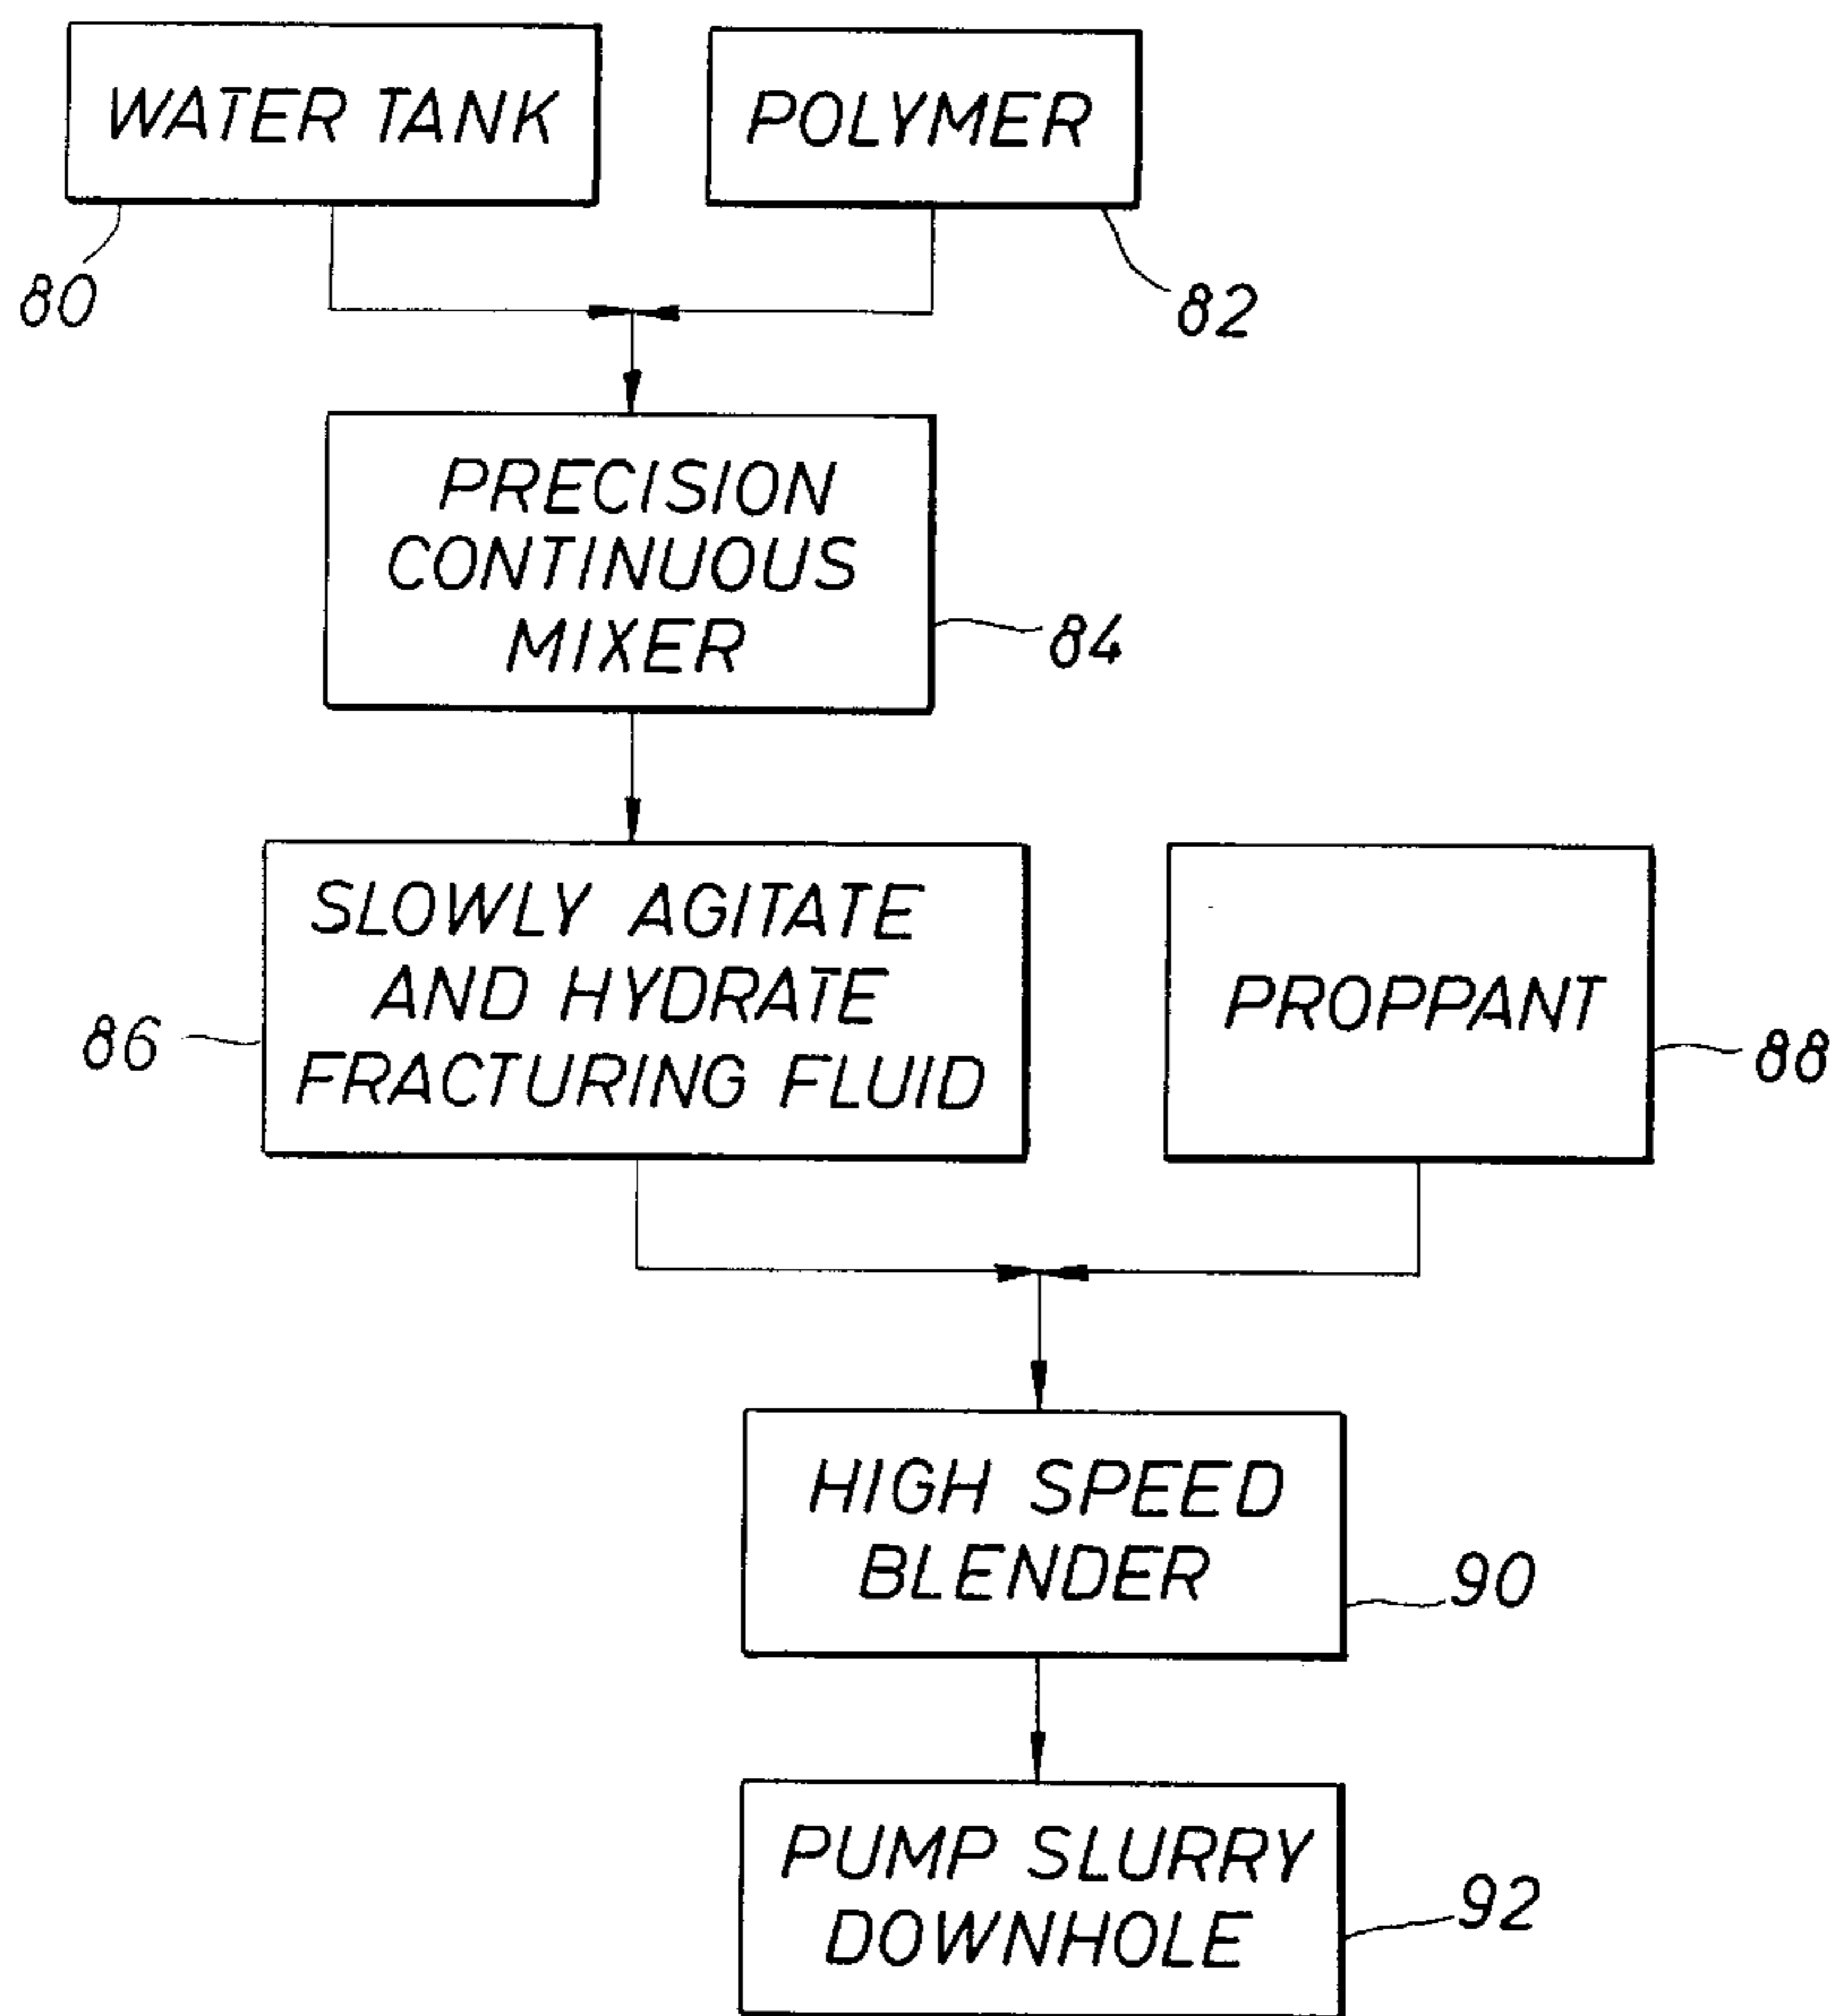 WATER TANK
POLYMER
80
82
PRECISION
CONTINUOUS
MIXER
84
SLOWLY AGITATE
AND HYDRATE
FRACTURING FLUID
86
PROPPANT
88
HIGH SPEED
BLENDER
90
PUMP SLURRY
DOWNHOLE
92